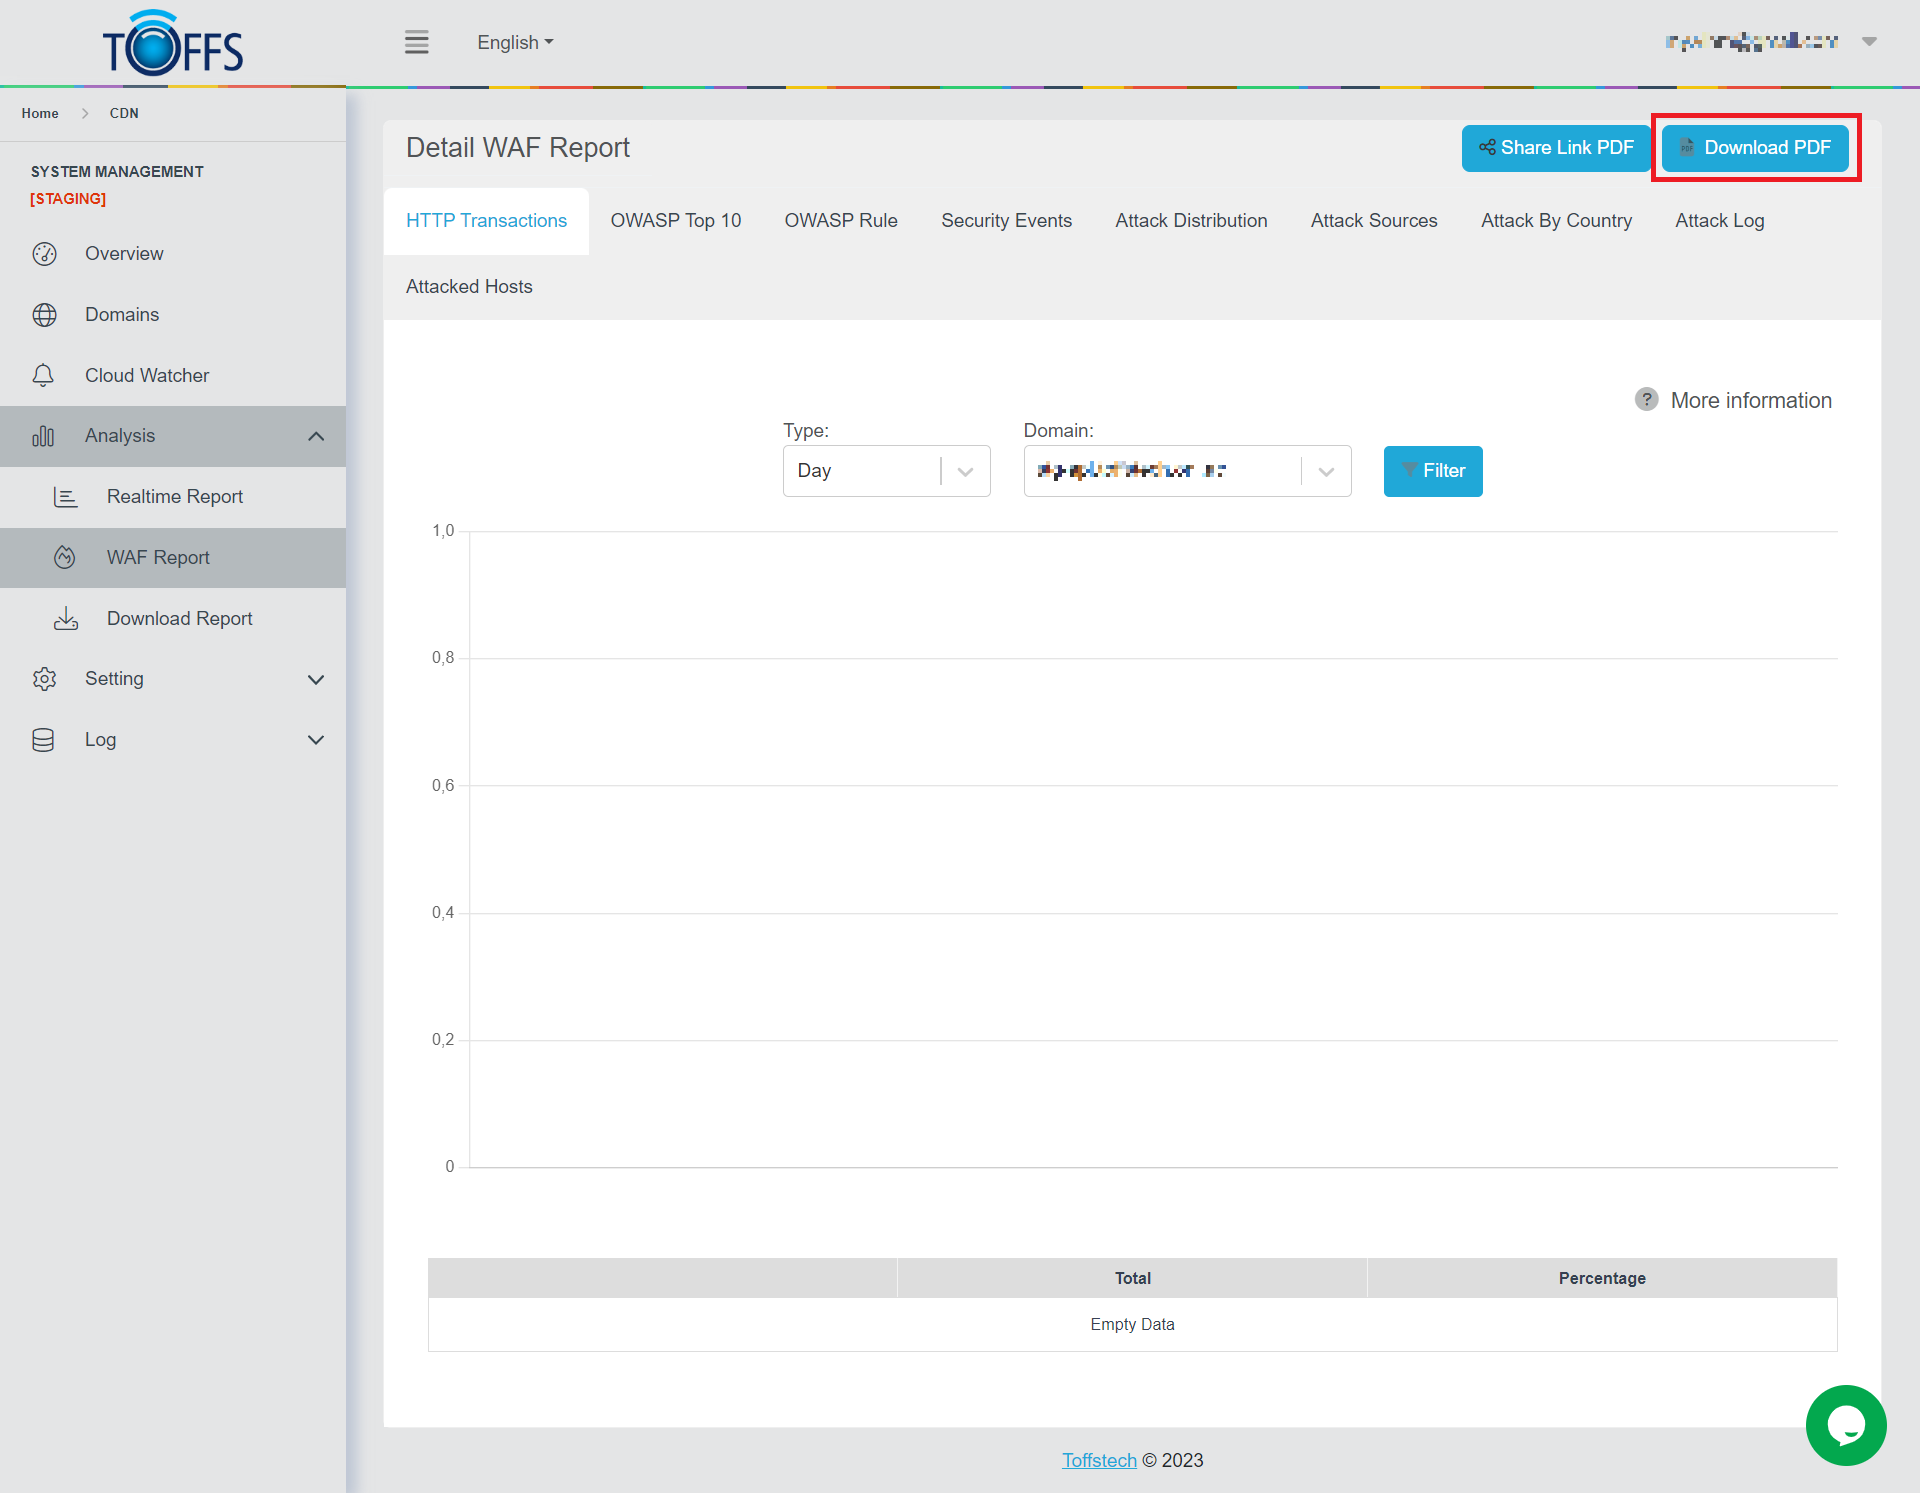 TOFFS
English
Home > CDN
SYSTEM MANAGEMENT
[STAGING]
Overview
Domains
Cloud Watcher
Analysis
Realtime Report
WAF Report
Download Report
Setting
Log
Detail WAF Report
Share Link PDF
PDF Download PDF
HTTP Transactions OWASP Top 10 OWASP Rule Security Events Attack Distribution Attack Sources Attack By Country Attack Log
Attacked Hosts
? More information
Type: Domain:
Day Filter
1,0
0,8
0,6
0,4
0,2
0
Total Percentage
Empty Data
Toffstech © 2023